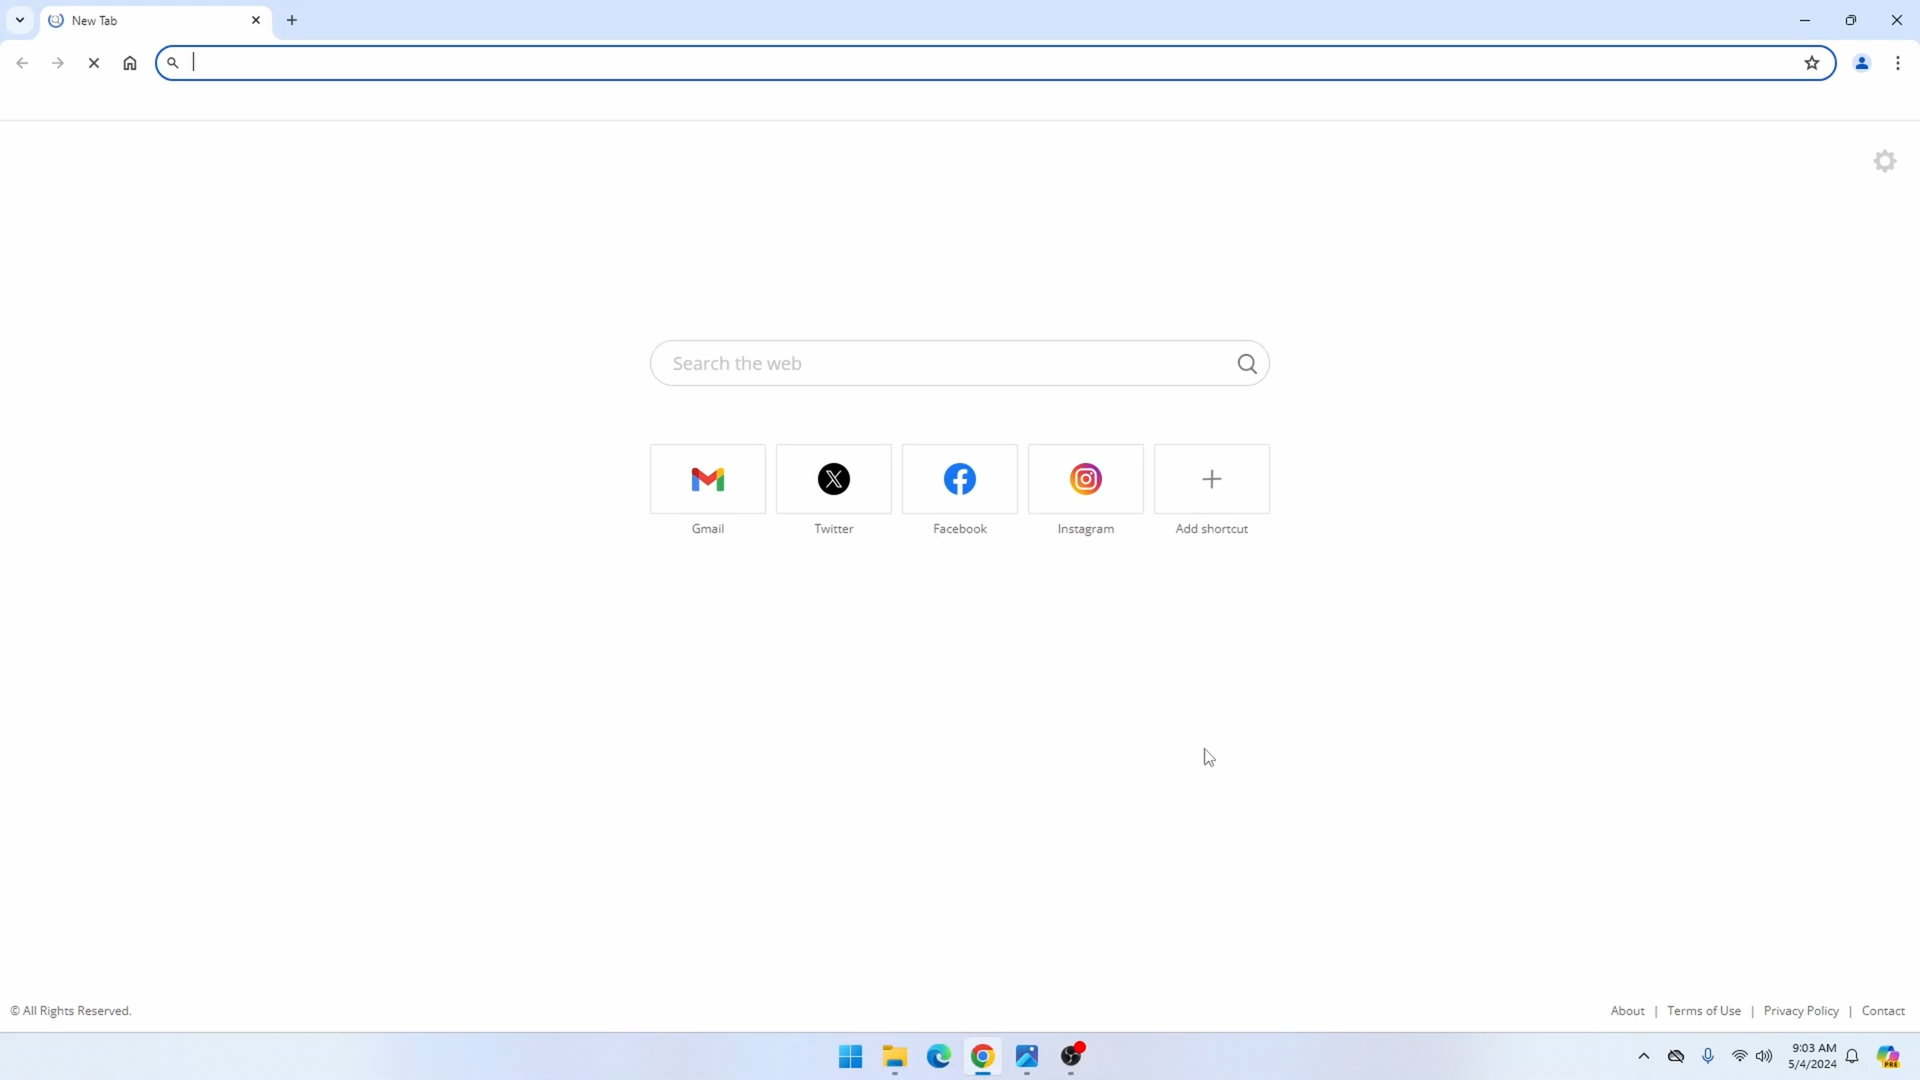 New Tab
Search the web
Gmail
Twitter
Facebook
Instagram
Add shortcut
© All Rights Reserved.
About | Terms of Use | Privacy Policy | Contact
9:03 AM
5/4/2024
PRE